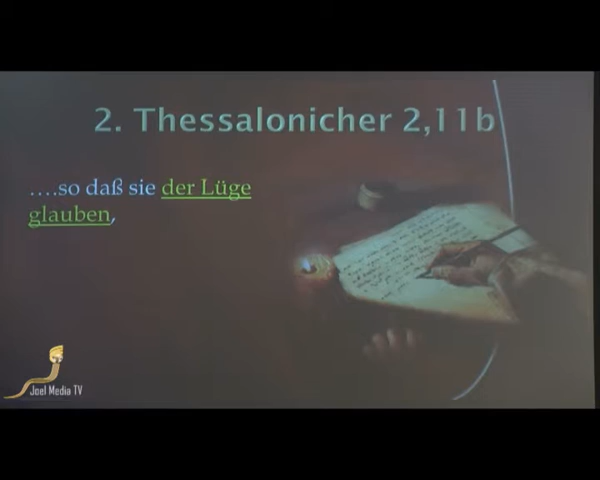 2. Thessalonicher 2,11b
….so daß sie der Lüge
glauben,
Joel Media TV